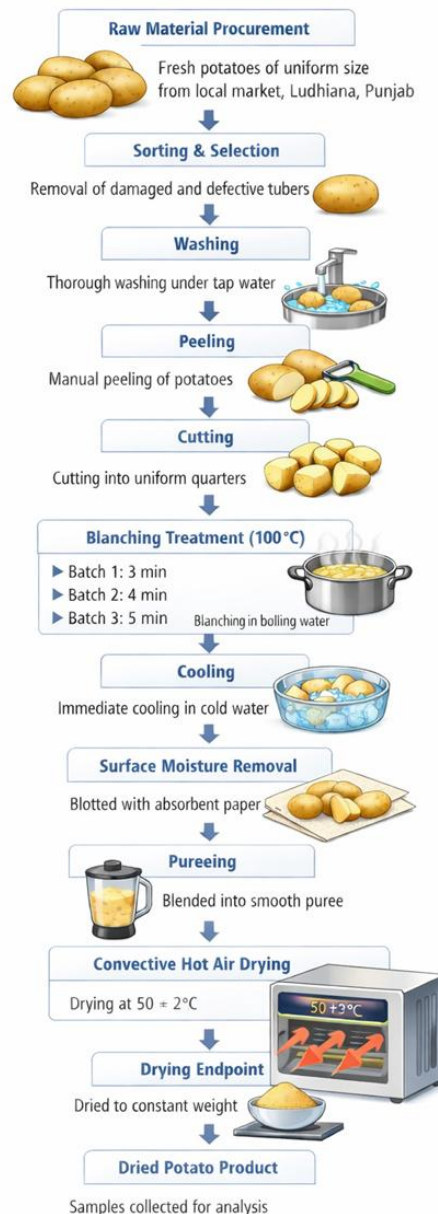 Raw Material Procurement
Fresh potatoes of uniform size
from local market, Ludhiana, Punjab
Sorting & Selection
Removal of damaged and defective tubers
Washing
Thorough washing under tap water
Peeling
Manual peeling of potatoes
Cutting
Cutting into uniform quarters
Blanching Treatment (100°C)
▶ Batch 1: 3 min
▶ Batch 2: 4 min
▶ Batch 3: 5 min
Blanching in bolling water
Cooling
Immediate cooling in cold water
Surface Moisture Removal
Blotted with absorbent paper
Pureeing
Blended into smooth puree
Convective Hot Air Drying
Drying at 50 ± 2°C
50+3°C
Drying Endpoint
Dried to constant weight
Dried Potato Product
Samples collected for analysis